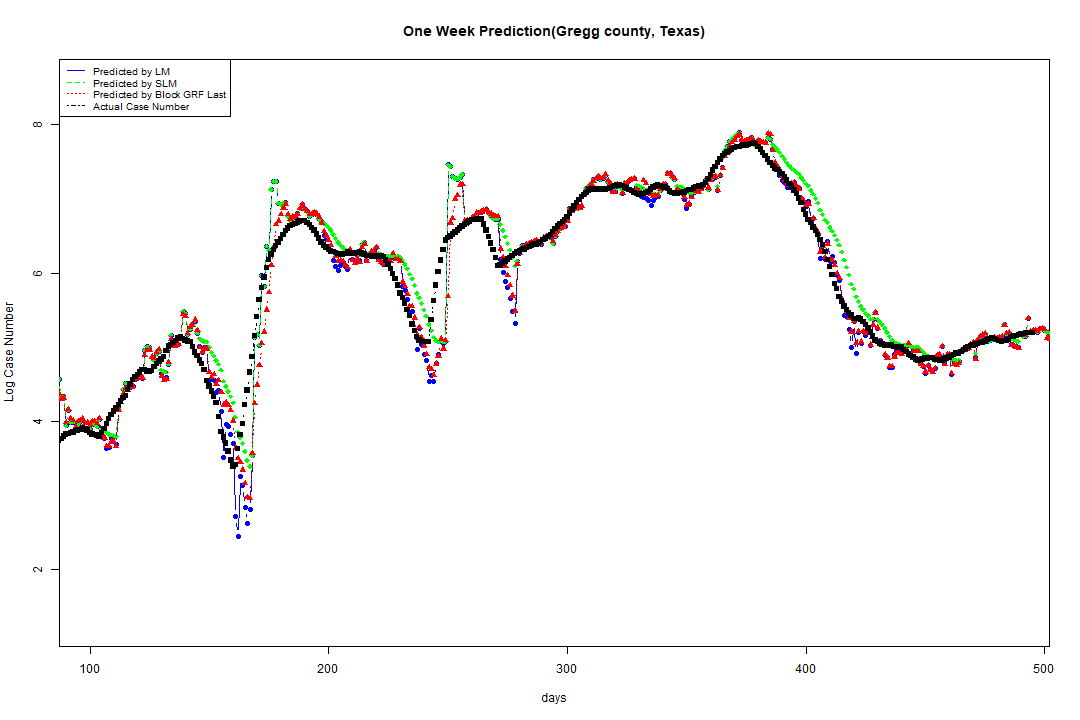 One Week Prediction(Gregg county, Texas)
Predicted by LM
Predicted by SLM
Predicted by Block GRF Last
Actual Case Number
8
6
4
2
Log Case Number
100
200
300
400
500
days